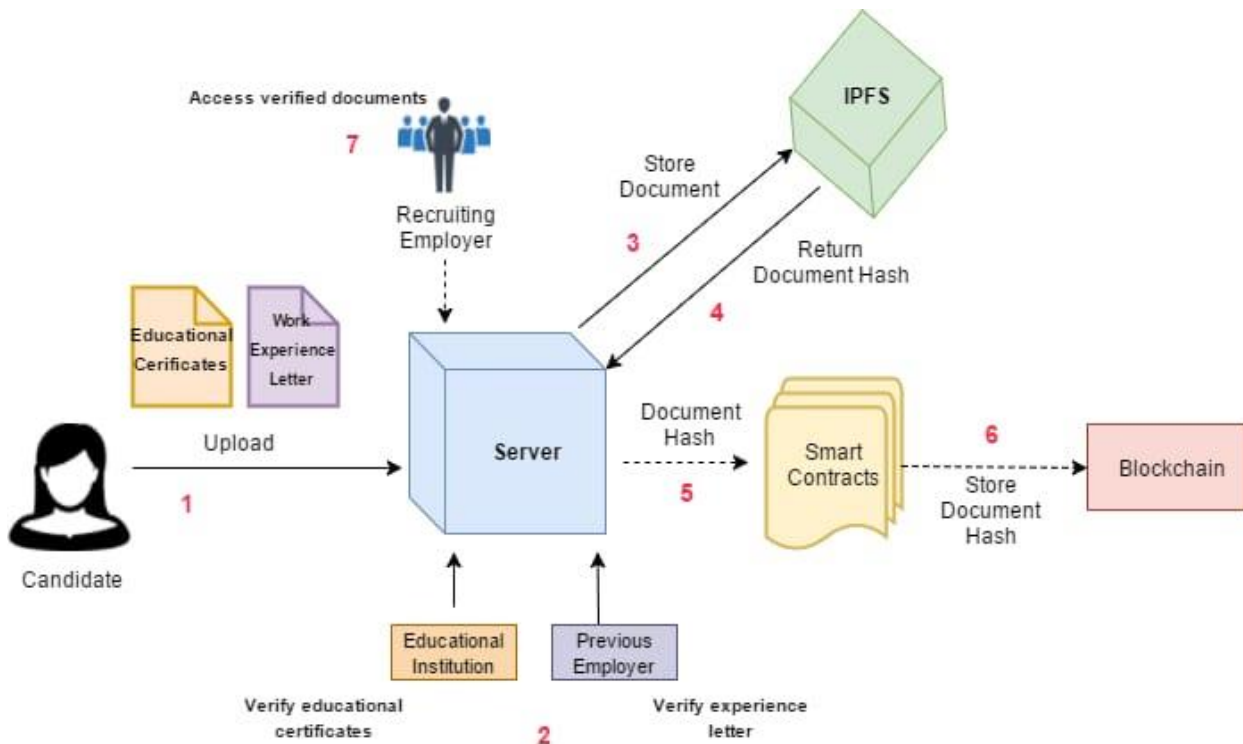 Access verified documents
7
Recruiting
Employer
IPFS
Store
Document
3
Return
Document Hash
4
Educational
Cerificates
Work
Experience
Letter
Upload
1
Candidate
Server
Document
Hash
5
Smart
Contracts
6
Store
Document
Hash
Blockchain
Educational
Institution
Previous
Employer
Verify educational
certificates
2
Verify experience
letter